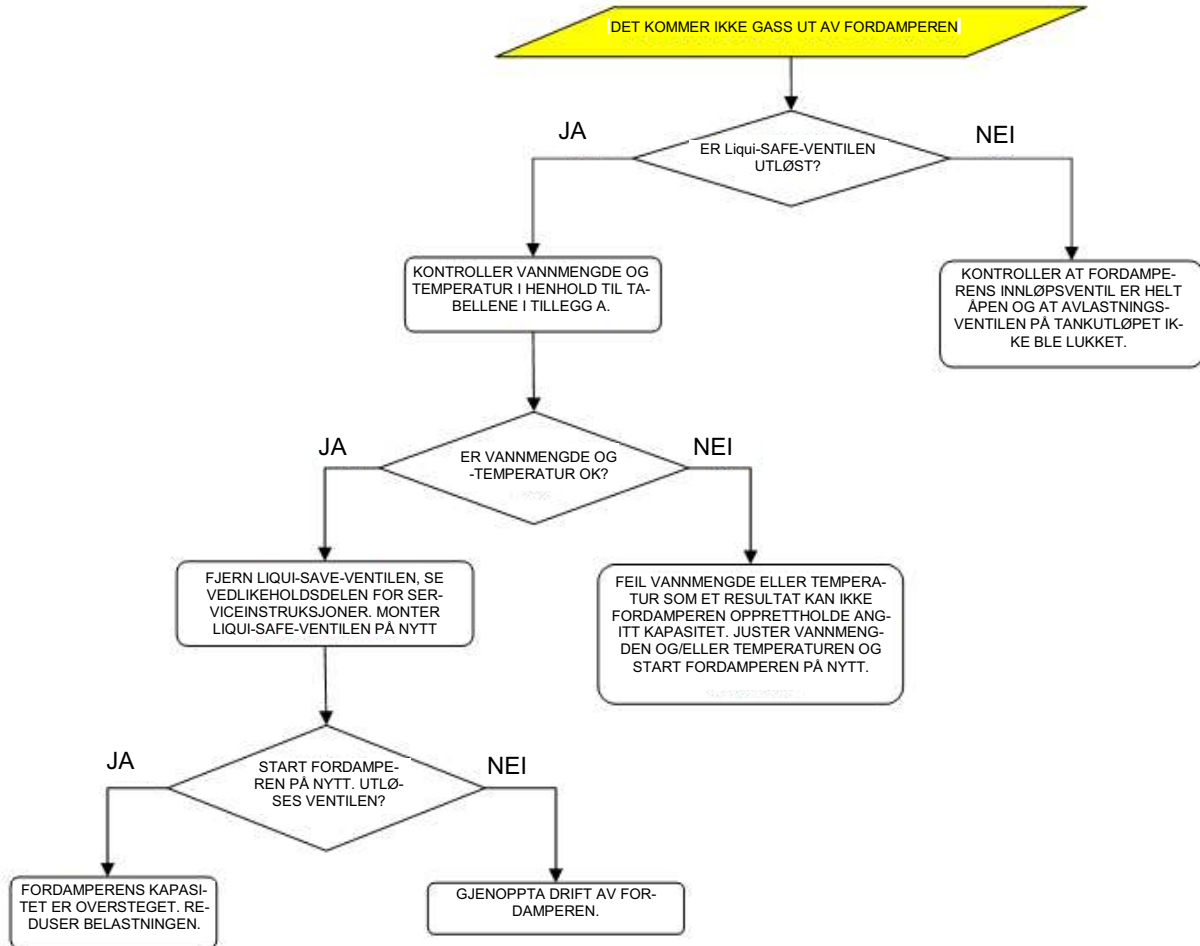 DET KOMMER IKKE GASS UT AV FORDAMPEREN
JA
NEI
ER Liqui-SAFE-VENTILEN
UTLØST?
KONTROLLER VANNMENGDE OG
TEMPERATUR I HENHOLD TIL TA-
BELLENE I TILLEGG A.
KONTROLLER AT FORDAMPE-
RENS INNLØPSVENTIL ER HELT
ÅPEN OG AT AVLASTNINGS-
VENTILEN PÅ TANKUTLØPET IK-
KE BLE LUKKET.
JA
NEI
ER VANNMENGDE OG
-TEMPERATUR OK?
FJERN LIQUI-SAVE-VENTILEN, SE
VEDLIKEHOLDSDELEN FOR SER-
VICEINSTRUKSJONER. MONTER
LIQUI-SAFE-VENTILEN PÅ NYTT
FEIL VANNMENGDE ELLER TEMPERA-
TUR SOM ET RESULTAT KAN IKKE
FORDAMPEREN OPPRETTHOLDE ANG-
ITT KAPASITET. JUSTER VANNMENG-
DEN OG/ELLER TEMPERATUREN OG
START FORDAMPEREN PÅ NYTT.
JA
NEI
START FORDAMPE-
REN PÅ NYTT. UTLØ-
SES VENTILEN?
FORDAMPERENS KAPASI-
TET ER OVERSTEGET. RE-
DUSER BELASTNINGEN.
GJENOPPTA DRIFT AV FOR-
DAMPEREN.